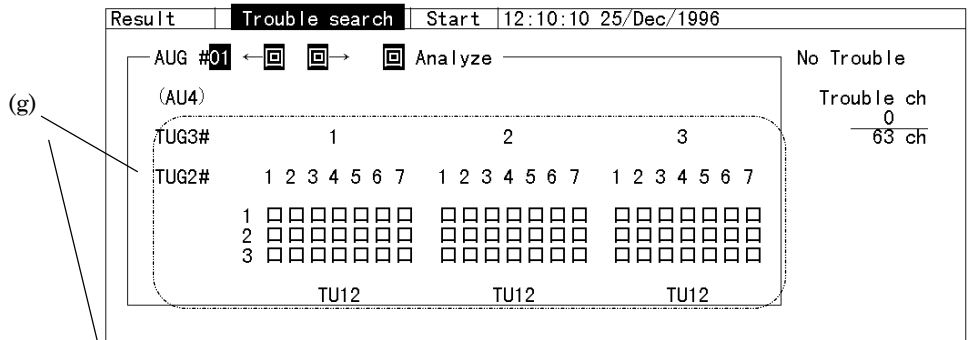 Result Trouble search Start 12:10:10 25/Dec/1996
AUG #01 ← → Analyze No Trouble
(AU4) Trouble ch
(g) 0
TUG3# 1 2 3 63 ch
TUG2# 1 2 3 4 5 6 7 1 2 3 4 5 6 7 1 2 3 4 5 6 7
1
2
3
TU12 TU12 TU12